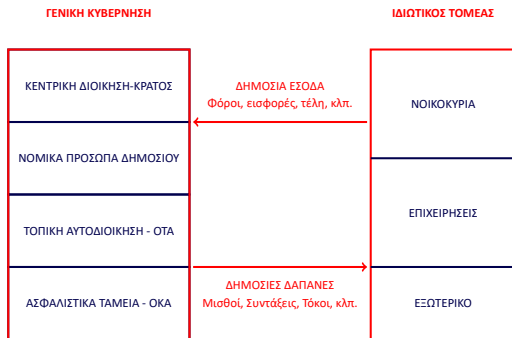 ΓΕΝΙΚΗ ΚΥΒΕΡΝΗΣΗ
ΙΔΙΩΤΙΚΟΣ ΤΟΜΕΑΣ
ΚΕΝΤΡΙΚΗ ΔΙΟΙΚΗΣΗ-ΚΡΑΤΟΣ
ΝΟΜΙΚΑ ΠΡΟΣΩΠΑ ΔΗΜΟΣΙΟΥ
ΤΟΠΙΚΗ ΑΥΤΟΔΙΟΙΚΗΣΗ - ΟΤΑ
ΑΣΦΑΛΙΣΤΙΚΑ ΤΑΜΕΙΑ - ΟΚΑ
ΔΗΜΟΣΙΑ ΕΣΟΔΑ
Φόροι, εισφορές, τέλη, κλπ.
ΔΗΜΟΣΙΕΣ ΔΑΠΑΝΕΣ
Μισθοί, Συντάξεις, Τόκοι, κλπ.
ΝΟΙΚΟΚΥΡΙΑ
ΕΠΙΧΕΙΡΗΣΕΙΣ
ΕΞΩΤΕΡΙΚΟ